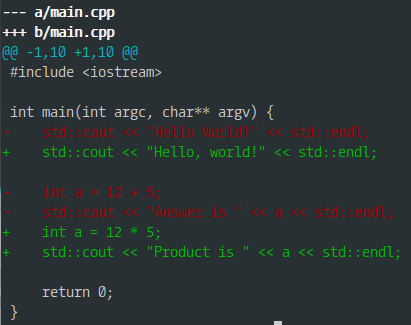 --- a/main.cpp
+++ b/main.cpp
@@ -1,10 +1,10 @@
 #include <iostream>

 int main(int argc, char** argv) {
-    std::cout << "Hello World!" << std::endl;
+    std::cout << "Hello, world!" << std::endl;

-    int a = 12 + 5;
-    std::cout << "Answer is " << a << std::endl;
+    int a = 12 * 5;
+    std::cout << "Product is " << a << std::endl;

     return 0;
 }